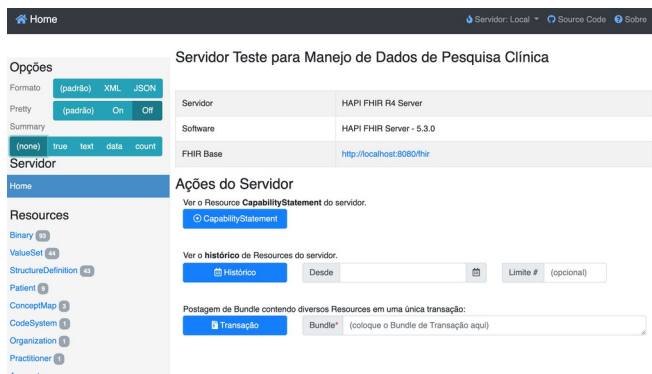 Home
Servidor: Local
Source Code
Sobre
Opções
Formato (padrão) XML JSON
Pretty (padrão) On Off
Summary
(none) true text data count
Servidor
Home
Resources
Binary 93
ValueSet 44
StructureDefinition 43
Patient 9
ConceptMap 3
CodeSystem 1
Organization 1
Practitioner 1
Servidor Teste para Manejo de Dados de Pesquisa Clínica
Servidor HAPI FHIR R4 Server
Software HAPI FHIR Server - 5.3.0
FHIR Base http://localhost:8080/fhir
Ações do Servidor
Ver o Resource CapabilityStatement do servidor.
CapabilityStatement
Ver o histórico de Resources do servidor.
Histórico Desde Limite # (opcional)
Postagem de Bundle contendo diversos Resources em uma única transação:
Transação Bundle* (coloque o Bundle de Transação aqui)